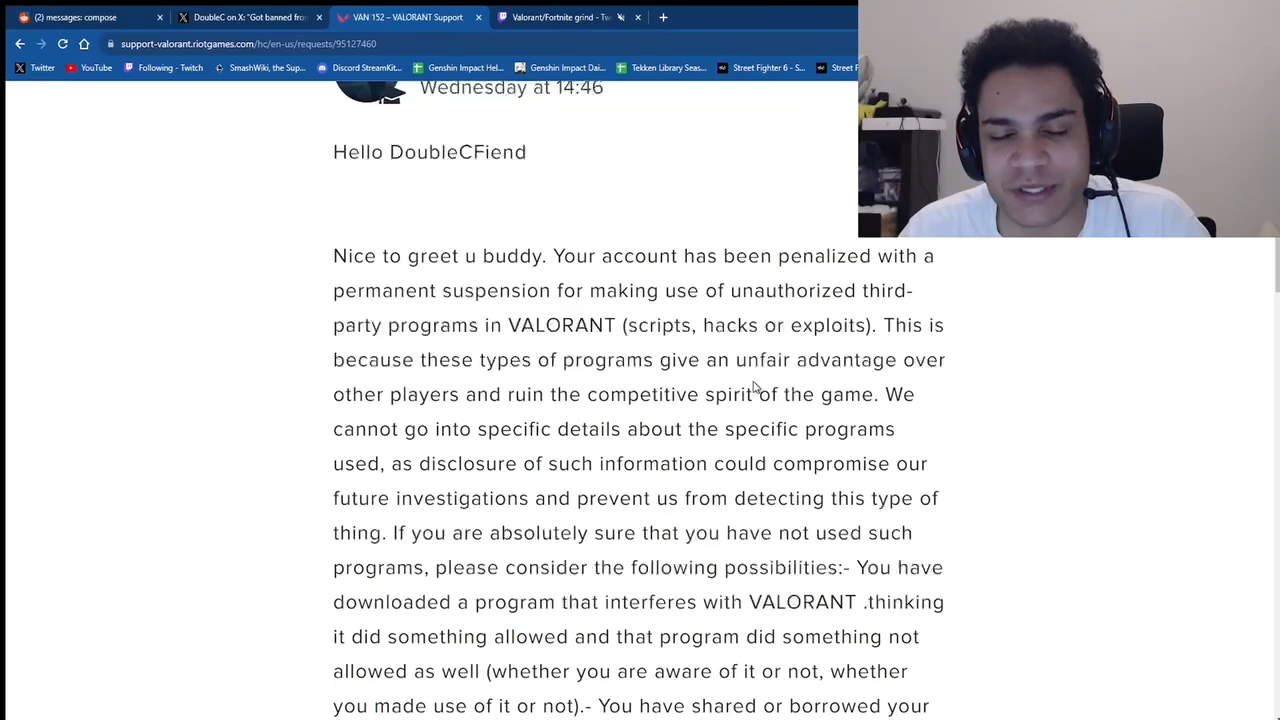 (2) messages: compose
DoubleC on X: "Got banned from
VAN 152 – VALORANT Support
Valorant/Fortnite grind - Tw
support-valorant.riotgames.com/hc/en-us/requests/95127460
Twitter
YouTube
Following - Twitch
SmashWiki, the Sup...
Discord StreamKit...
Genshin Impact Hel...
Genshin Impact Dai...
Tekken Library Seas...
Street Fighter 6 - S...
Street F
Wednesday at 14:46
Hello DoubleCFiend
Nice to greet u buddy. Your account has been penalized with a
permanent suspension for making use of unauthorized third-
party programs in VALORANT (scripts, hacks or exploits). This is
because these types of programs give an unfair advantage over
other players and ruin the competitive spirit of the game. We
cannot go into specific details about the specific programs
used, as disclosure of such information could compromise our
future investigations and prevent us from detecting this type of
thing. If you are absolutely sure that you have not used such
programs, please consider the following possibilities:- You have
downloaded a program that interferes with VALORANT .thinking
it did something allowed and that program did something not
allowed as well (whether you are aware of it or not, whether
you made use of it or not).- You have shared or borrowed your